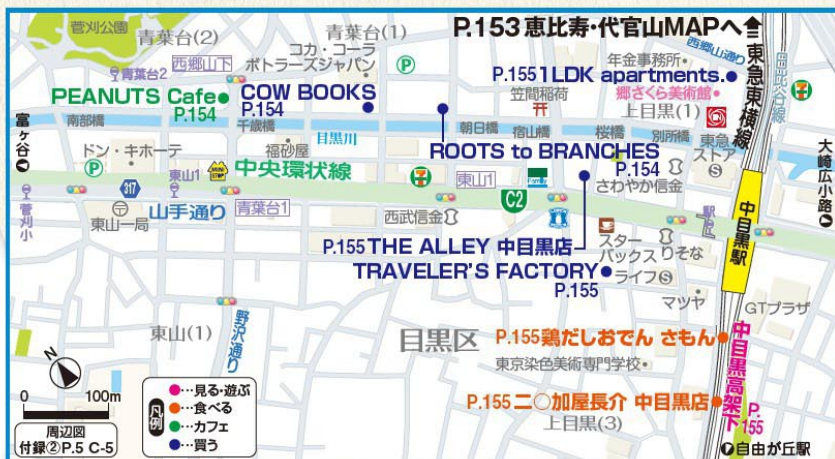 菅刈公園
青葉台(2)
青葉台(1)
P.153 恵比寿・代官山MAPへ
西郷山通り
青葉台2
西郷山下
コカ・コーラ
ボトラーズジャパン
P
年金事務所
P.155 1LDK apartments.
郷さくら美術館
東急東横線
PEANUTS Cafe
P.154
COW BOOKS
P.154
笠間稲荷
上目黒(1)
富ヶ谷
南部橋
千歳橋
目黒川
朝日橋
宿山橋
桜橋
別所橋
東急
ストア
S
大崎広小路
ドン・キホーテ
福砂屋
ROOTS to BRANCHES
P.154
P
東山1
中央環状線
東山1
さわやか信金
317
C2
菅刈小
東山一局
山手通り
青葉台1
西武信金
中目黒駅
P.155 THE ALLEY 中目黒店
スター
バックス
りそな
TRAVELER'S FACTORY
P.155
ライフ
S
マツヤ
GTプラザ
東山(1)
野沢通り
目黒区
P.155 鶏だしおでん さもん
東京染色美術専門学校
中目黒高架下
P.155
P.155 二○加屋長介 中目黒店
上目黒(3)
自由が丘駅
N
0 100m
周辺図
付録②P.5 C-5
凡例
●…見る・遊ぶ
●…食べる
●…カフェ
●…買う